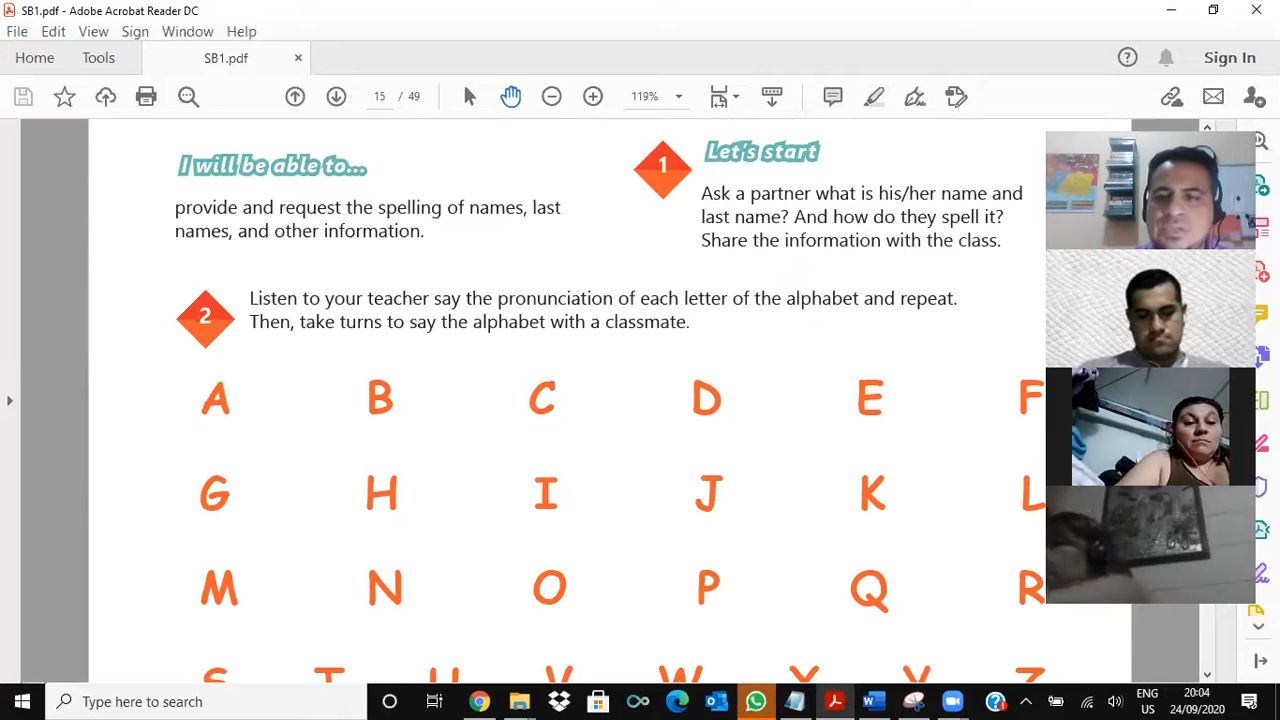 SB1.pdf - Adobe Acrobat Reader DC
File Edit View Sign Window Help
Home Tools SB1.pdf × Sign In
15 / 49 119%
I will be able to...
provide and request the spelling of names, last
names, and other information.
1 Let's start
Ask a partner what is his/her name and
last name? And how do they spell it?
Share the information with the class.
2 Listen to your teacher say the pronunciation of each letter of the alphabet and repeat.
Then, take turns to say the alphabet with a classmate.
A B C D E F
G H I J K L
M N O P Q R
S T U V W X Y Z
Type here to search
ENG
US
20:04
24/09/2020